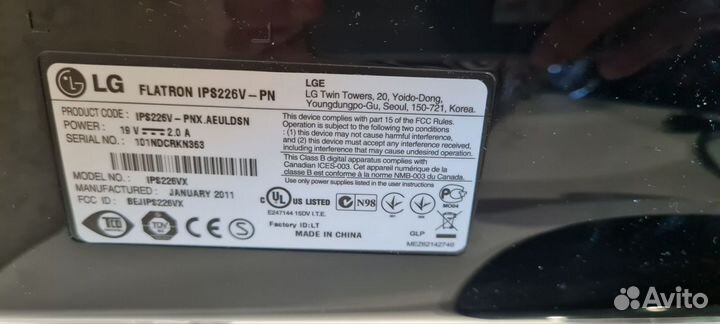 LG FLATRON IPS226V-PN
PRODUCT CODE : IPS226V-PNX.AEULDSN
POWER : 19 V 2.0 A
SERIAL NO. : 101NDCRKN363
MODEL NO. : IPS226VX
MANUFACTURED : JANUARY 2011
FCC ID : BEJIPS226VX
LGE
LG Twin Towers, 20, Yoido-Dong,
Youngdungpo-Gu, Seoul, 150-721, Korea.
This device complies with part 15 of the FCC Rules.
Operation is subject to the following two conditions
: (1) this device may not cause harmful interference,
and (2) this device must accept any interference
received, including interference that may cause
undesired operation.
This Class B digital apparatus complies with Canadian
ICES-003. Cet appareil numérique de la
classe B est conforme à la norme NMB-003 du Canada.
Use only power supplies listed in the user instructions.
C UL US LISTED
E247144 15DV I.T.E.
N98
Factory ID:LT
MADE IN CHINA
GLP
MEZ62142746
TCO
TÜV
Avito